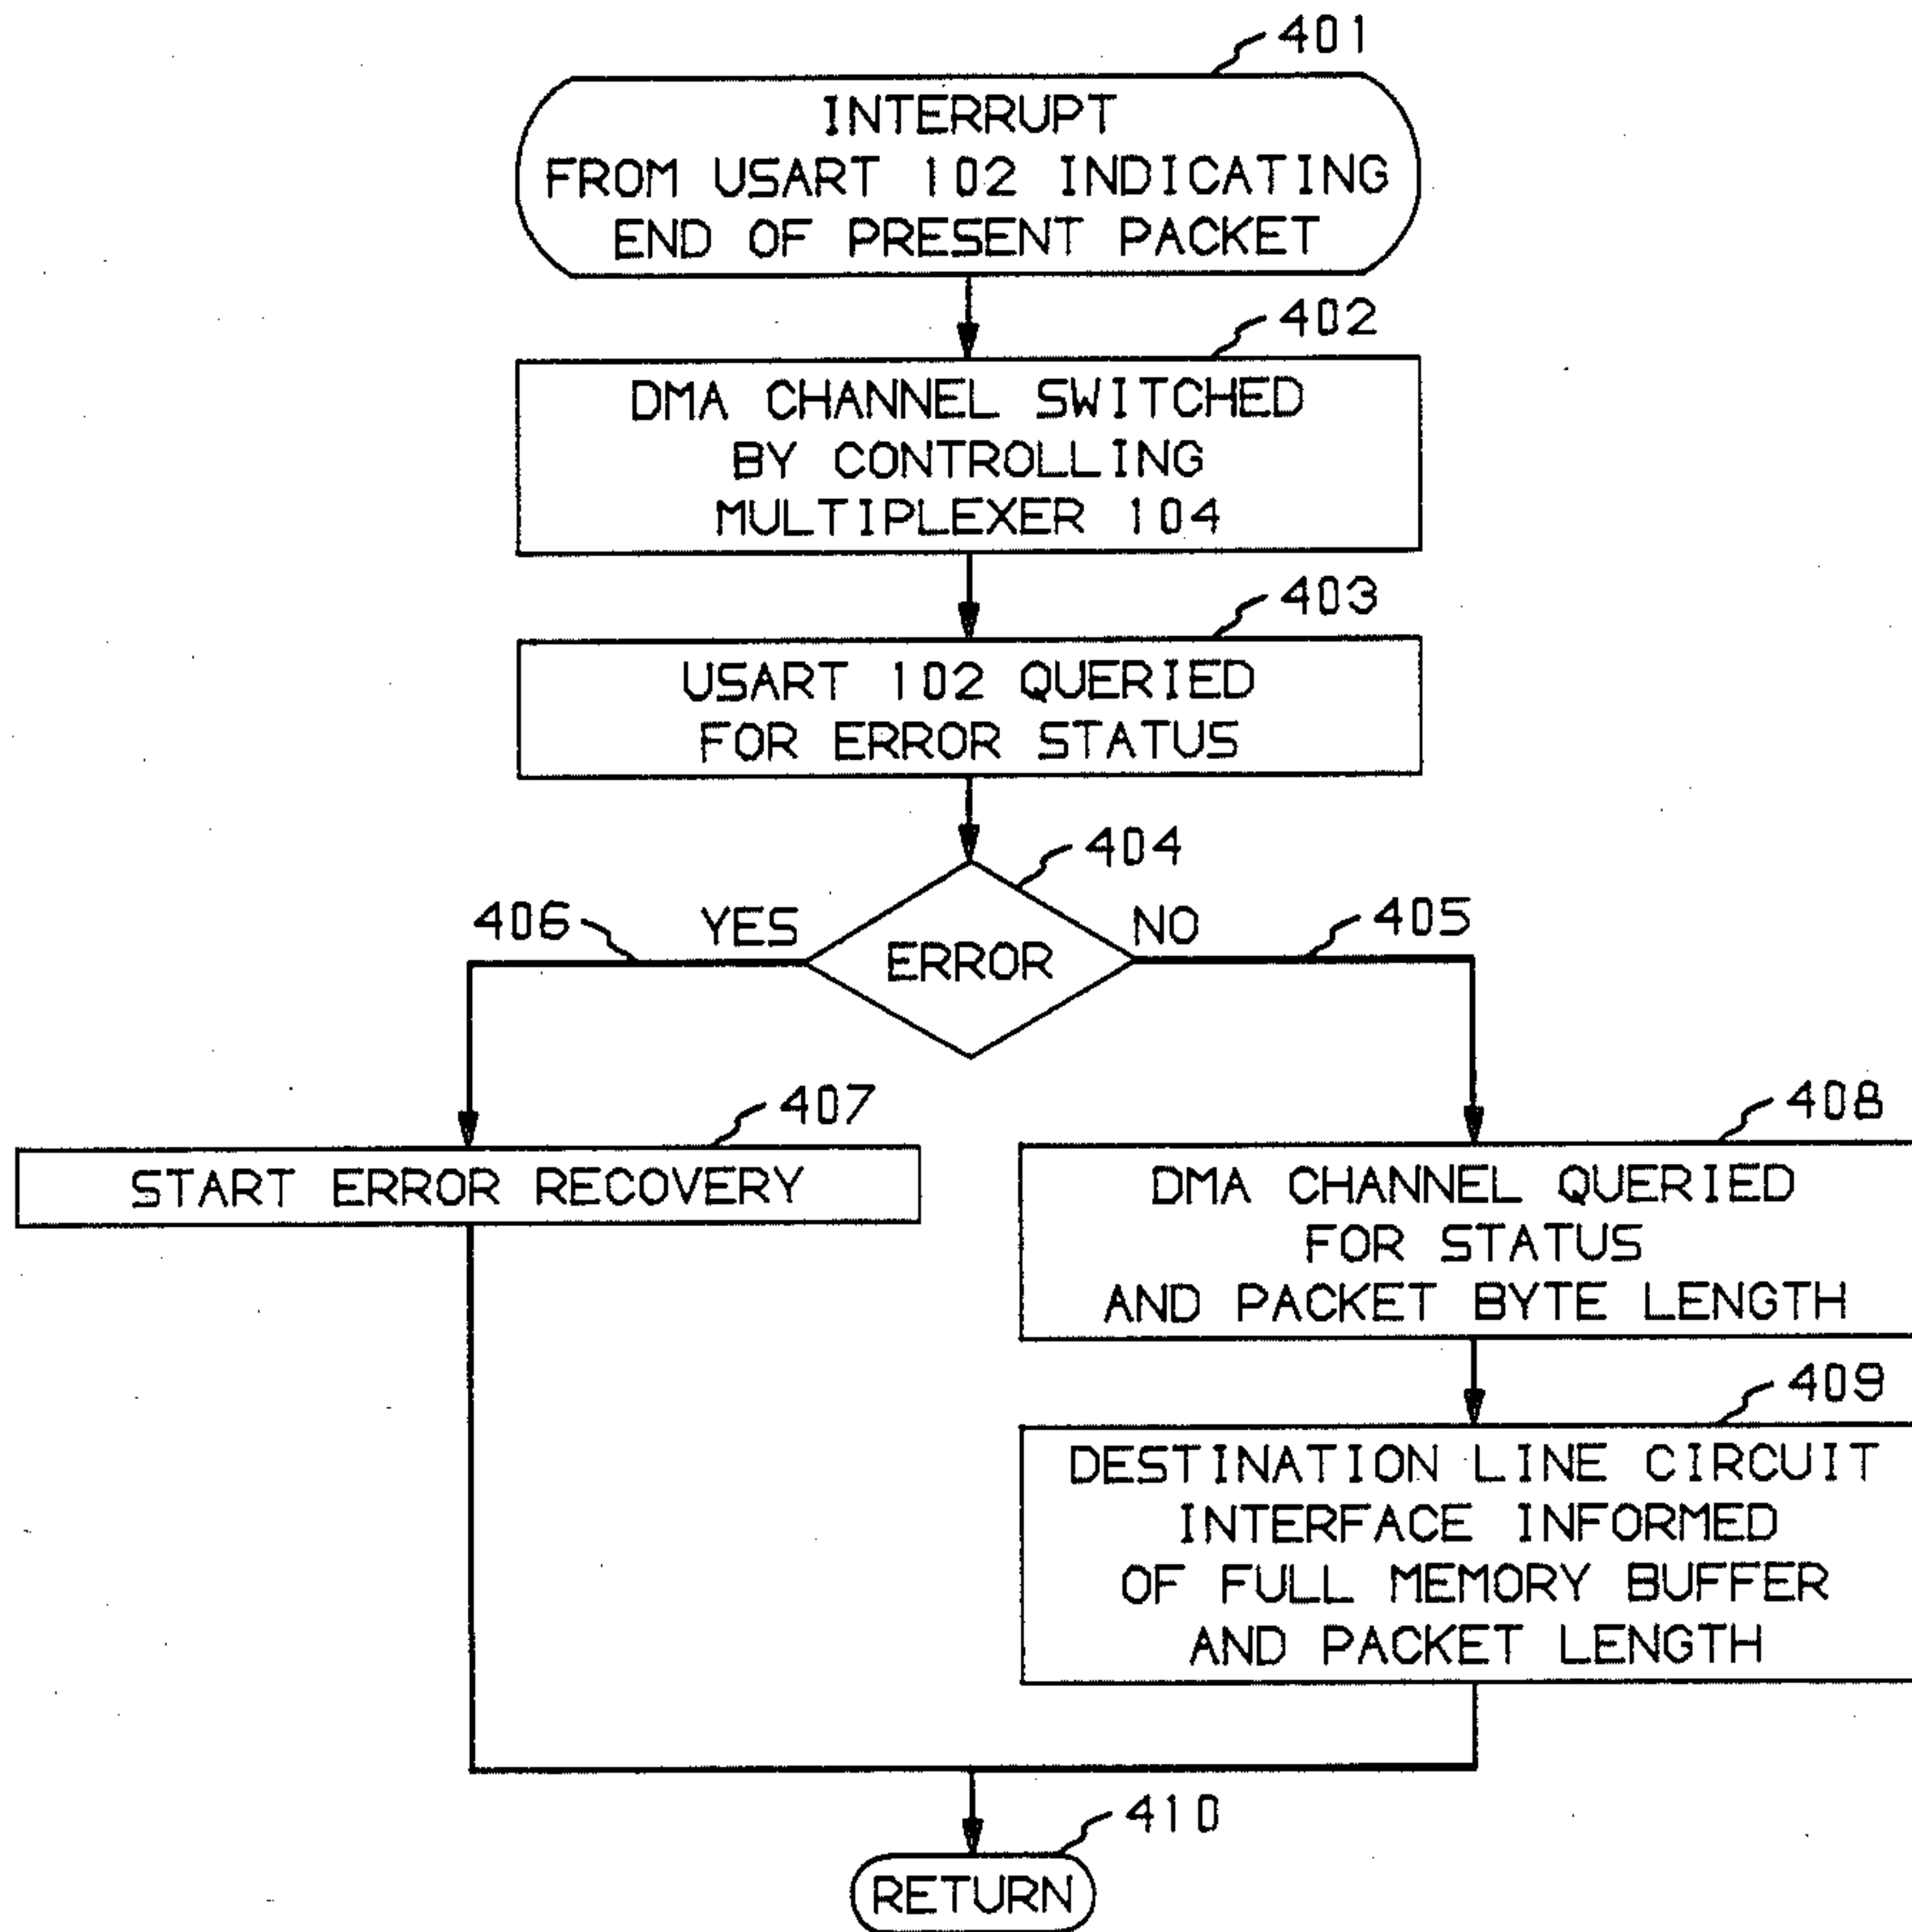 401
INTERRUPT
FROM USART 102 INDICATING
END OF PRESENT PACKET
402
DMA CHANNEL SWITCHED
BY CONTROLLING
MULTIPLEXER 104
403
USART 102 QUERIED
FOR ERROR STATUS
404
406
YES
ERROR
NO
405
407
START ERROR RECOVERY
408
DMA CHANNEL QUERIED
FOR STATUS
AND PACKET BYTE LENGTH
409
DESTINATION LINE CIRCUIT
INTERFACE INFORMED
OF FULL MEMORY BUFFER
AND PACKET LENGTH
410
RETURN